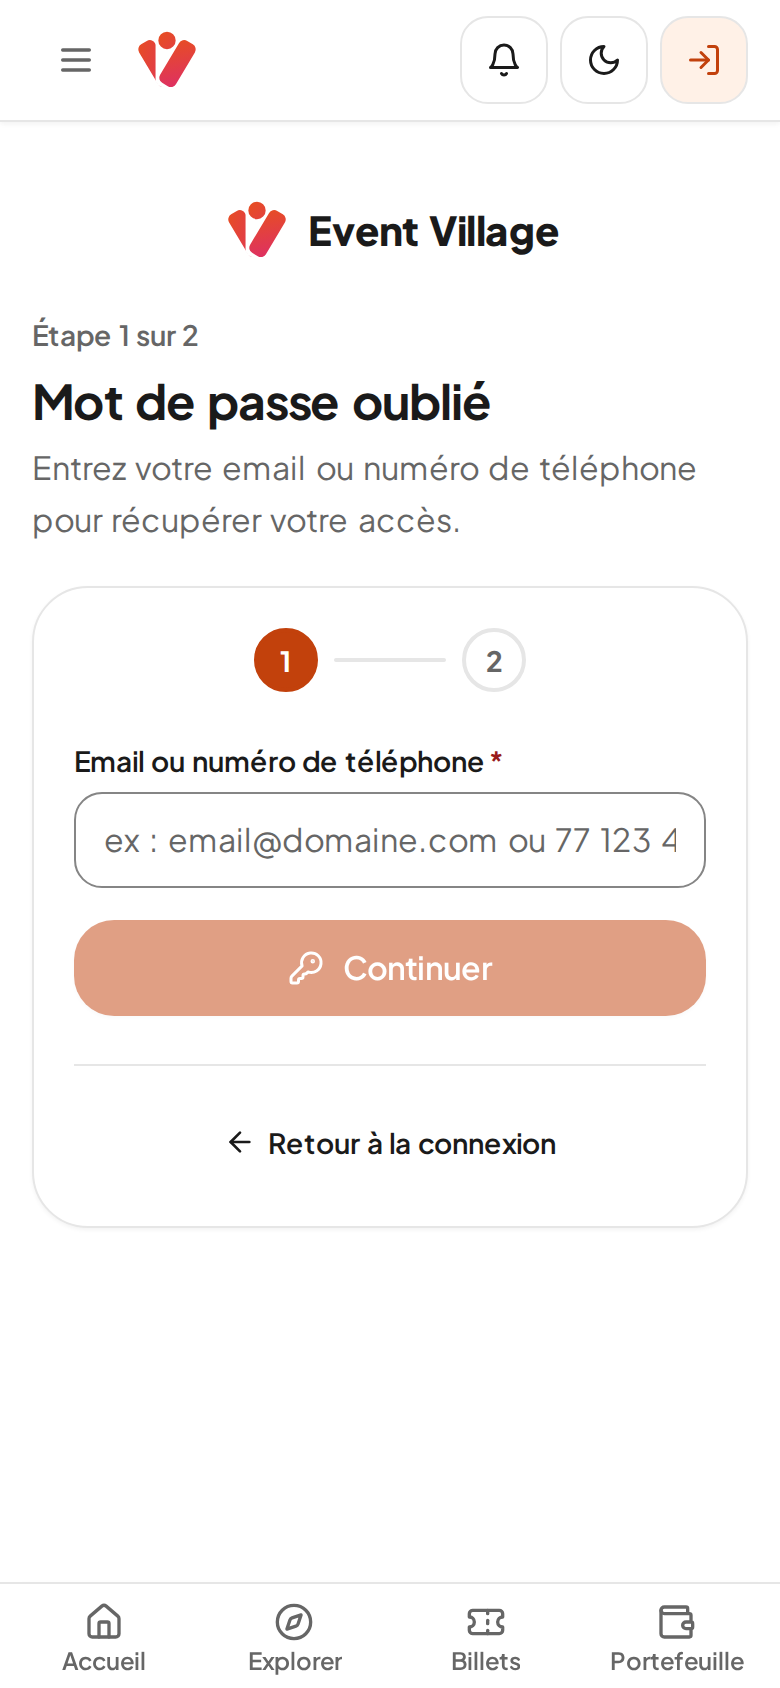 Event Village
Étape 1 sur 2
Mot de passe oublié
Entrez votre email ou numéro de téléphone
pour récupérer votre accès.
1 2
Email ou numéro de téléphone *
ex : email@domaine.com ou 77 123 4
Continuer
← Retour à la connexion
Accueil Explorer Billets Portefeuille